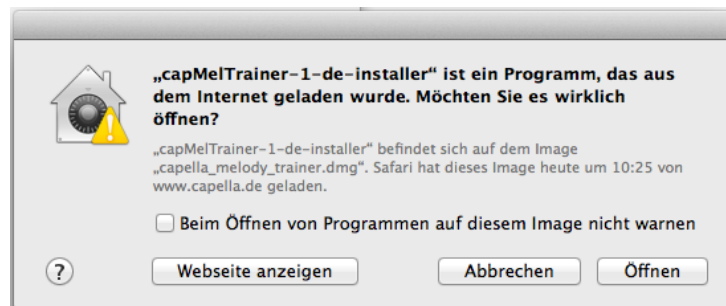 „capMelTrainer-1-de-installer“ ist ein Programm, das aus
dem Internet geladen wurde. Möchten Sie es wirklich
öffnen?
„capMelTrainer-1-de-installer“ befindet sich auf dem Image
„capella_melody_trainer.dmg“. Safari hat dieses Image heute um 10:25 von
www.capella.de geladen.
Beim Öffnen von Programmen auf diesem Image nicht warnen
? Webseite anzeigen Abbrechen Öffnen